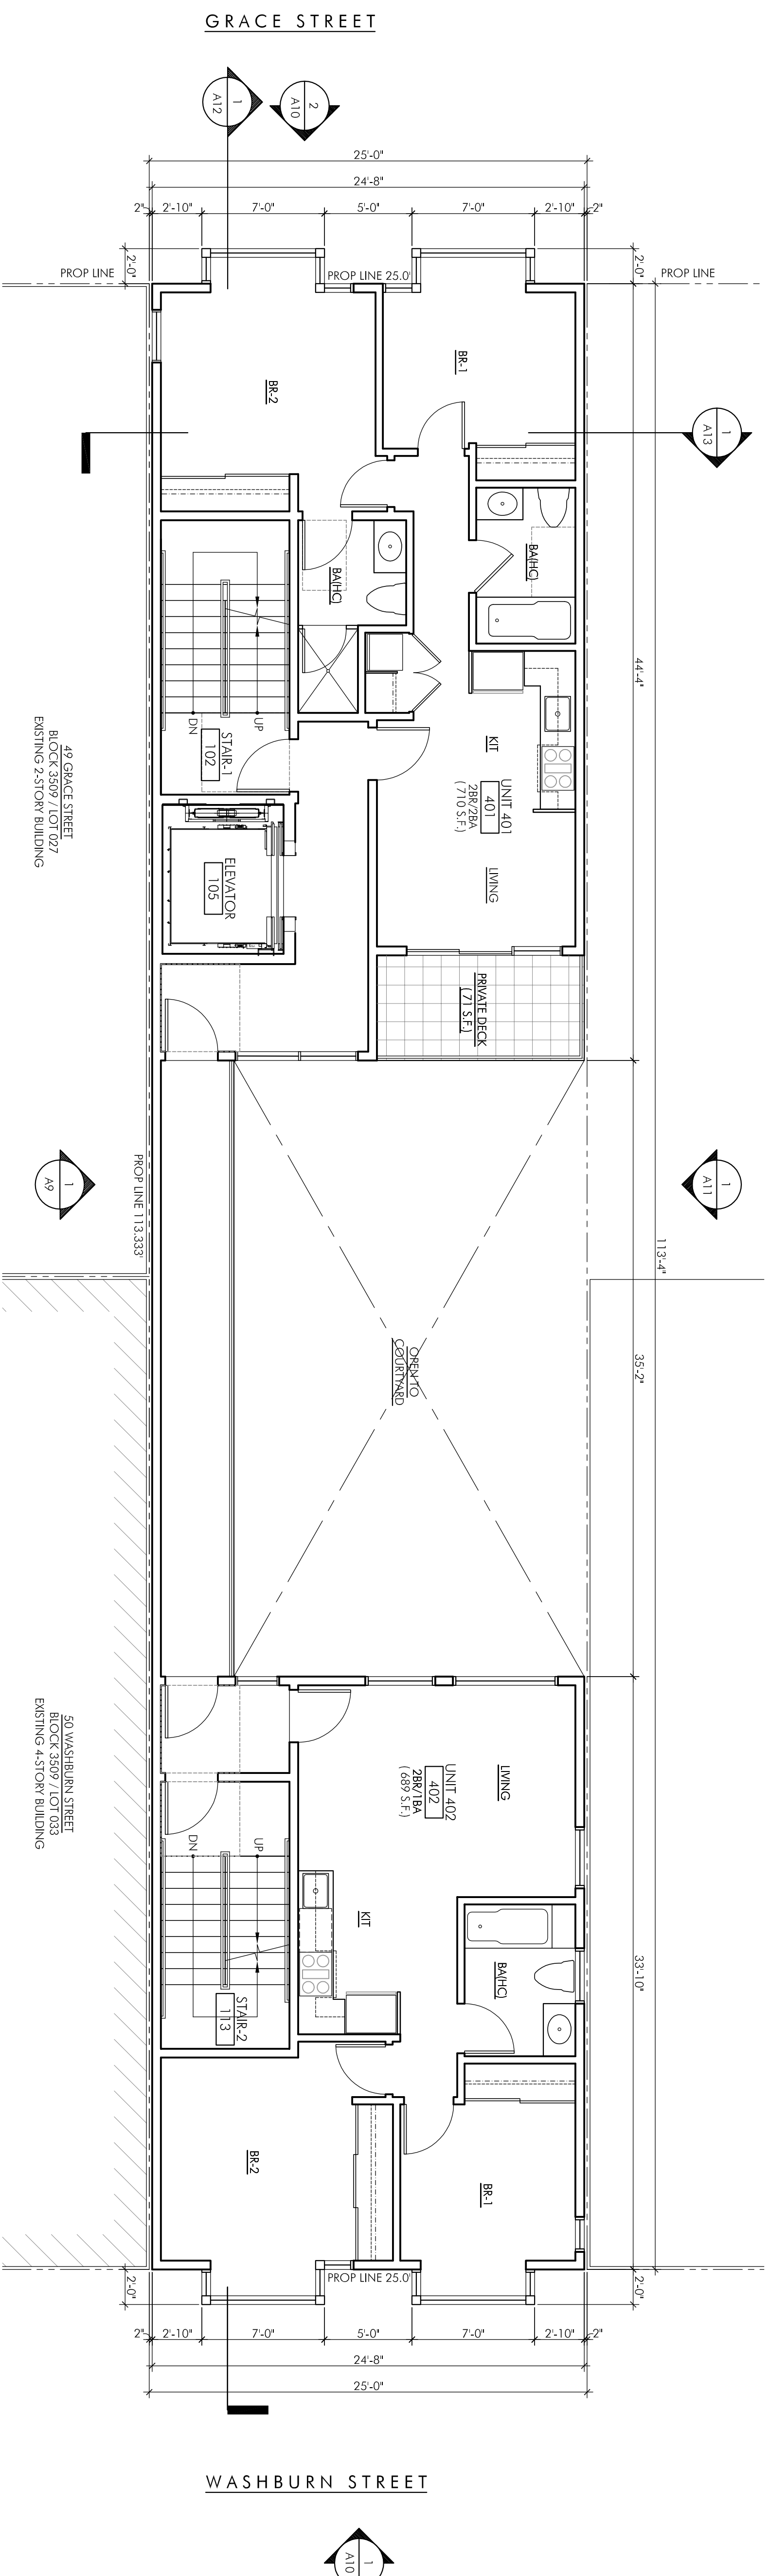 GRACE STREET
1
A12
2
A10
25'-0"
24'-8"
2"
2'-10"
7'-0"
5'-0"
7'-0"
2'-10"
2"
2'-0"
2'-0"
PROP LINE
PROP LINE 25.0'
PROP LINE
BR-1
BR-2
1
A13
BA(HC)
BA(HC)
44'-4"
UP
DN
STAIR-1
102
KIT
UNIT 401
401
2BR/2BA
( 710 S.F.)
LIVING
49 GRACE STREET
BLOCK 3509 / LOT 027
EXISTING 2-STORY BUILDING
ELEVATOR
105
PRIVATE DECK
( 71 S.F.)
1
A9
PROP LINE 113.333'
1
A11
113'-4"
35'-2"
OPEN TO
COURTYARD
50 WASHBURN STREET
BLOCK 3509 / LOT 033
EXISTING 4-STORY BUILDING
LIVING
UNIT 402
402
2BR/1BA
( 689 S.F.)
UP
DN
KIT
BA(HC)
33'-10"
STAIR-2
113
BR-2
BR-1
PROP LINE 25.0'
2'-0"
2'-0"
2"
2'-10"
7'-0"
5'-0"
7'-0"
2'-10"
2"
24'-8"
25'-0"
WASHBURN STREET
1
A10